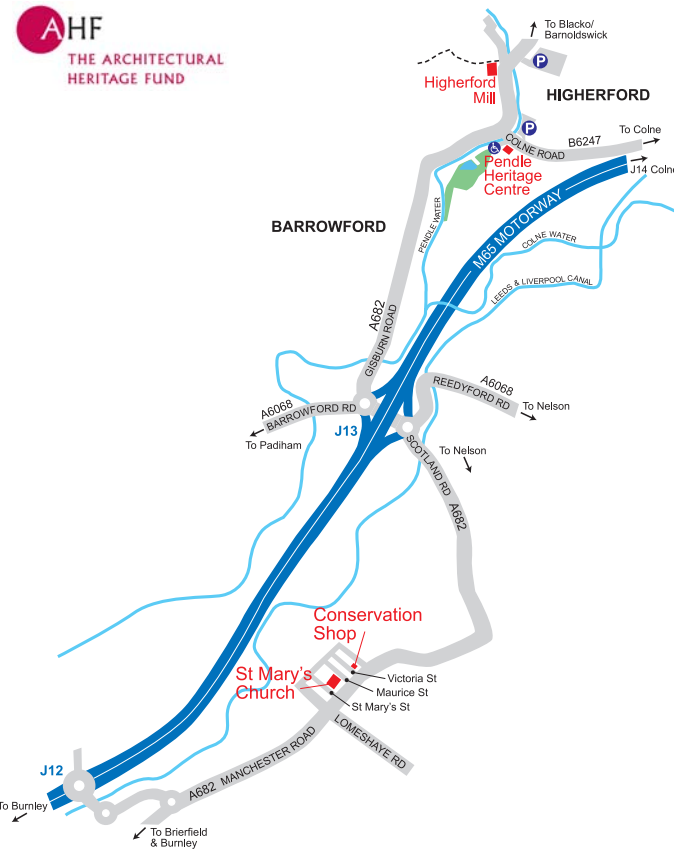 AHF
THE ARCHITECTURAL
HERITAGE FUND
To Blacko/
Barnoldswick
P
Higherford
Mill
HIGHERFORD
P
COLNE ROAD
B6247
To Colne
J14 Colne
Pendle
Heritage
Centre
PENDLE WATER
BARROWFORD
M65 MOTORWAY
COLNE WATER
LEEDS & LIVERPOOL CANAL
A682
GISBURN ROAD
A6068
BARROWFORD RD
To Padiham
J13
A6068
REEDYFORD RD
To Nelson
To Nelson
SCOTLAND RD
A682
Conservation
Shop
St Mary's
Church
Victoria St
Maurice St
St Mary's St
LOMESHAYE RD
A682 MANCHESTER ROAD
J12
To Burnley
To Brierfield
& Burnley